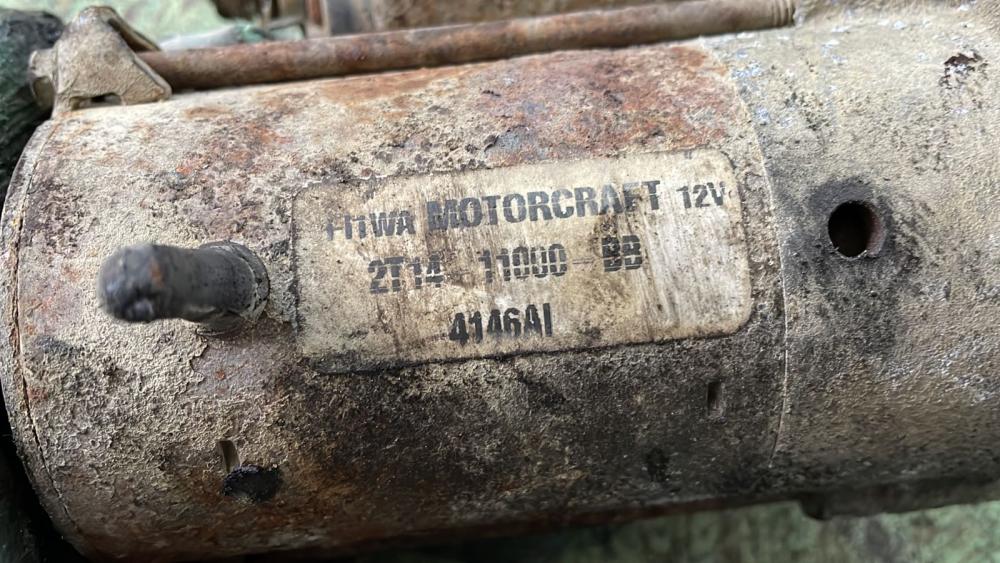 MOTORCRAFT 12V
2T14-11000-BB
4146AI